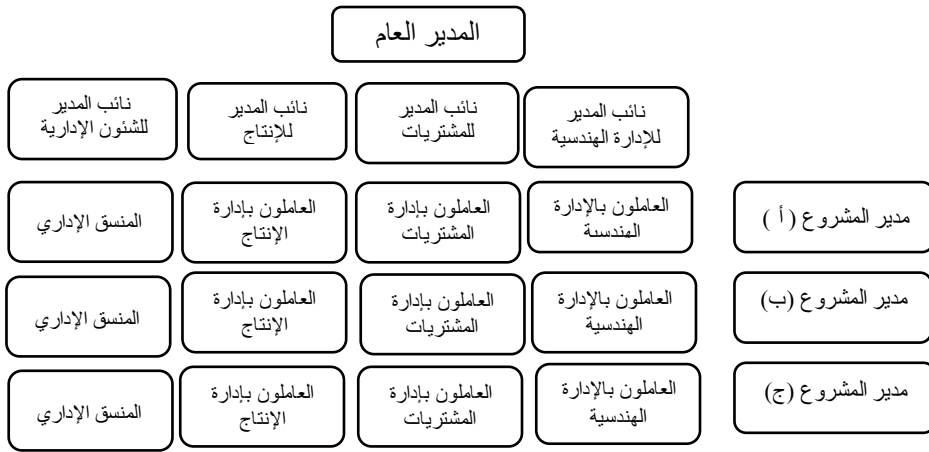 المدير العام
نائب المدير
للإدارة الهندسية
نائب المدير
للمشتريات
نائب المدير
للإنتاج
نائب المدير
للشئون الإدارية
مدير المشروع ( أ )
العاملون بالإدارة
الهندسة
العاملون بإدارة
المشتريات
العاملون بإدارة
الإنتاج
المنسق الإداري
مدير المشروع (ب)
العاملون بالإدارة
الهندسية
العاملون بإدارة
المشتريات
العاملون بإدارة
الإنتاج
المنسق الإداري
مدير المشروع (ج)
العاملون بالإدارة
الهندسية
العاملون بإدارة
المشتريات
العاملون بإدارة
الإنتاج
المنسق الإداري